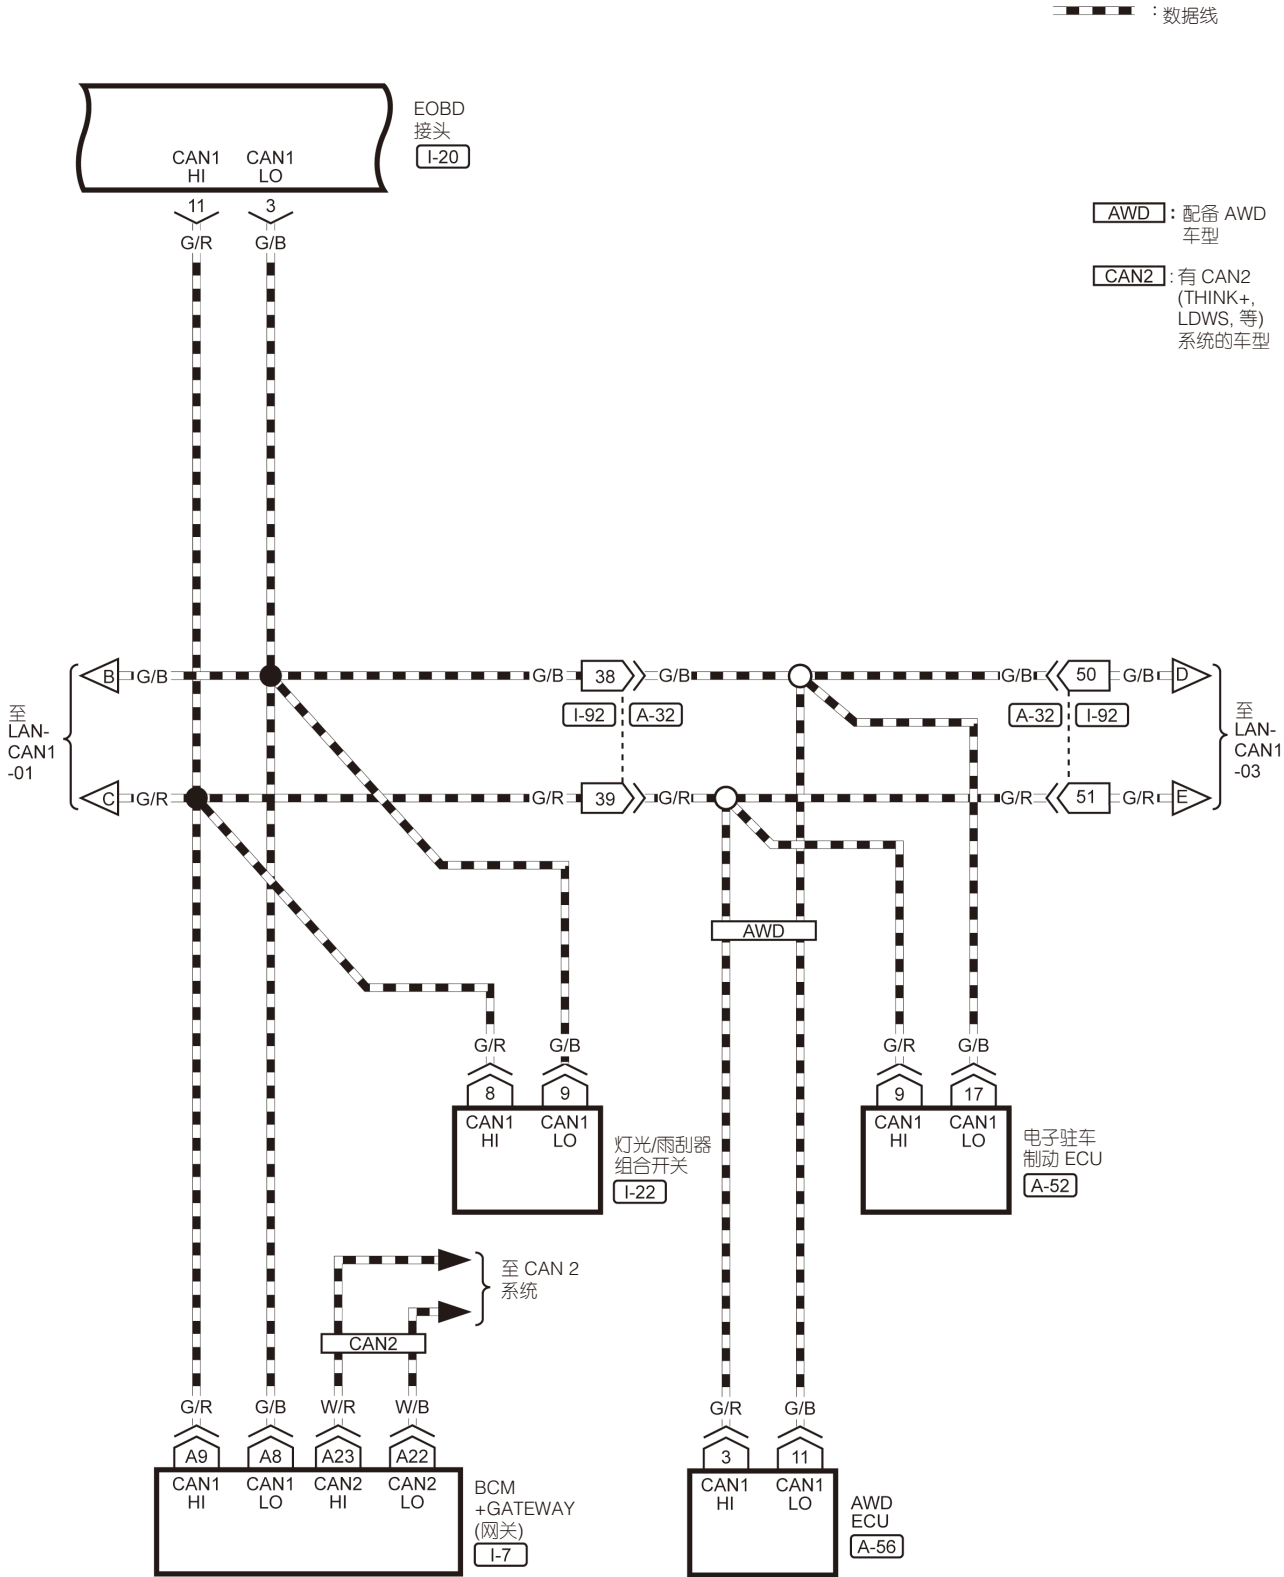 : 数据线
EOBD
接头
I-20
CAN1 CAN1
HI LO
11 3
G/R G/B
AWD : 配备 AWD
车型
CAN2 : 有 CAN2
(THINK+,
LDWS, 等)
系统的车型
B G/B G/B 38 G/B G/B 50 G/B D
I-92 A-32 A-32 I-92
至
LAN-
CAN1
-01
至
LAN-
CAN1
-03
C G/R G/R 39 G/R G/R 51 G/R E
AWD
G/R G/B G/R G/B
8 9 9 17
CAN1 CAN1 CAN1 CAN1
HI LO HI LO
灯光/雨刮器
组合开关
I-22
电子驻车
制动 ECU
A-52
至 CAN 2
系统
CAN2
G/R G/B W/R W/B G/R G/B
A9 A8 A23 A22 3 11
CAN1 CAN1 CAN2 CAN2 CAN1 CAN1
HI LO HI LO HI LO
BCM
+GATEWAY
(网关)
I-7
AWD
ECU
A-56